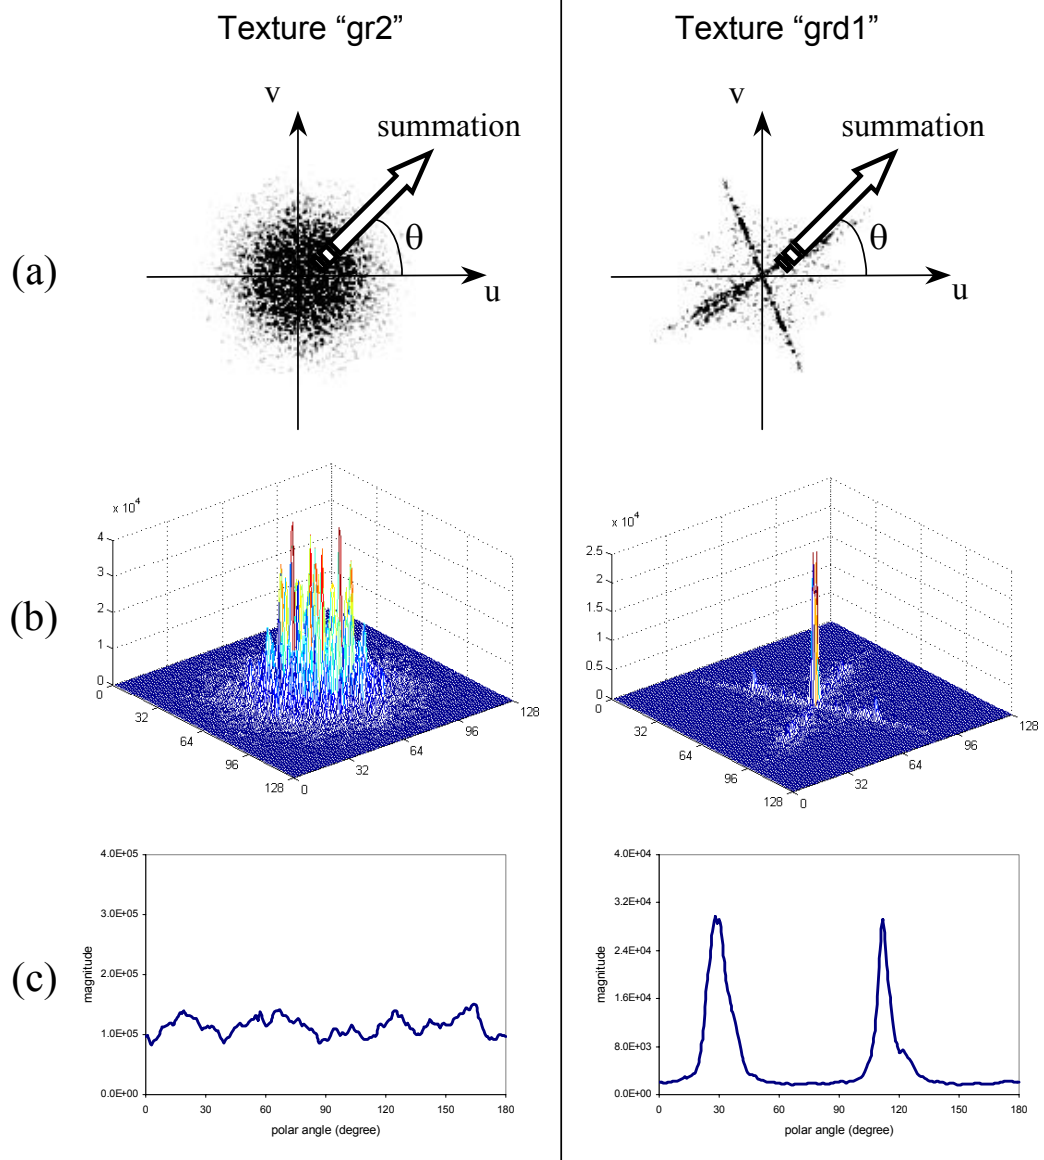 Texture “gr2”
Texture “grd1”
(a)
v
summation
θ
u
v
summation
θ
u
(b)
x 10^4
4
3
2
1
0
0
32
64
96
128
0
32
64
96
128
x 10^4
2.5
2
1.5
1
0.5
0
0
32
64
96
128
0
32
64
96
128
(c)
magnitude
4.0E+05
3.0E+05
2.0E+05
1.0E+05
0.0E+00
0 30 60 90 120 150 180
polar angle (degree)
magnitude
4.0E+04
3.2E+04
2.4E+04
1.6E+04
8.0E+03
0.0E+00
0 30 60 90 120 150 180
polar angle (degree)